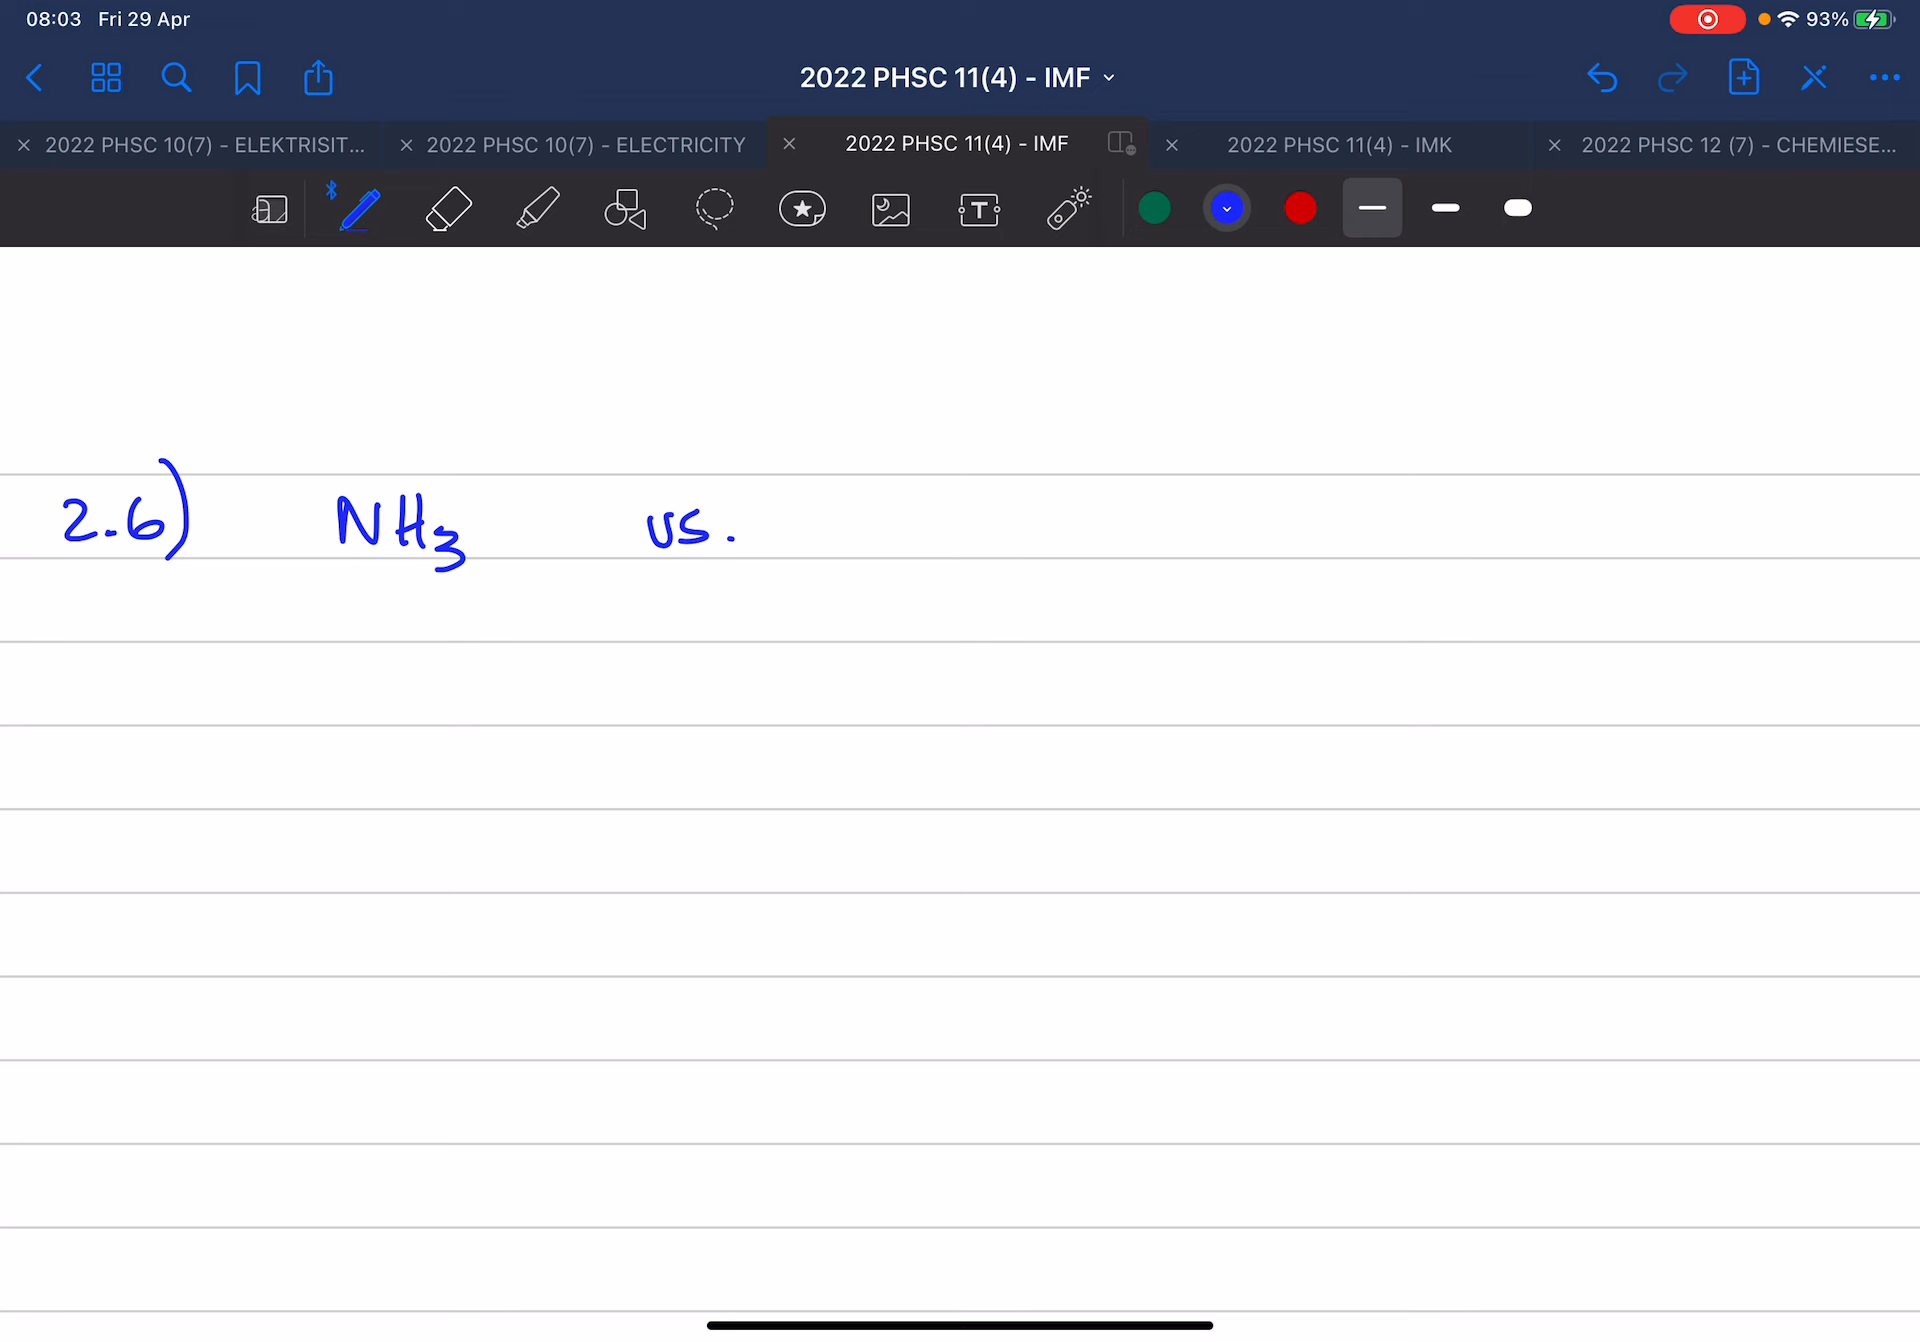 08:03 Fri 29 Apr 93%
2022 PHSC 11(4) - IMF
2022 PHSC 10(7) - ELEKTRISIT... 2022 PHSC 10(7) - ELECTRICITY 2022 PHSC 11(4) - IMF 2022 PHSC 11(4) - IMK 2022 PHSC 12 (7) - CHEMIESE...
2.6) NH₃ vs.